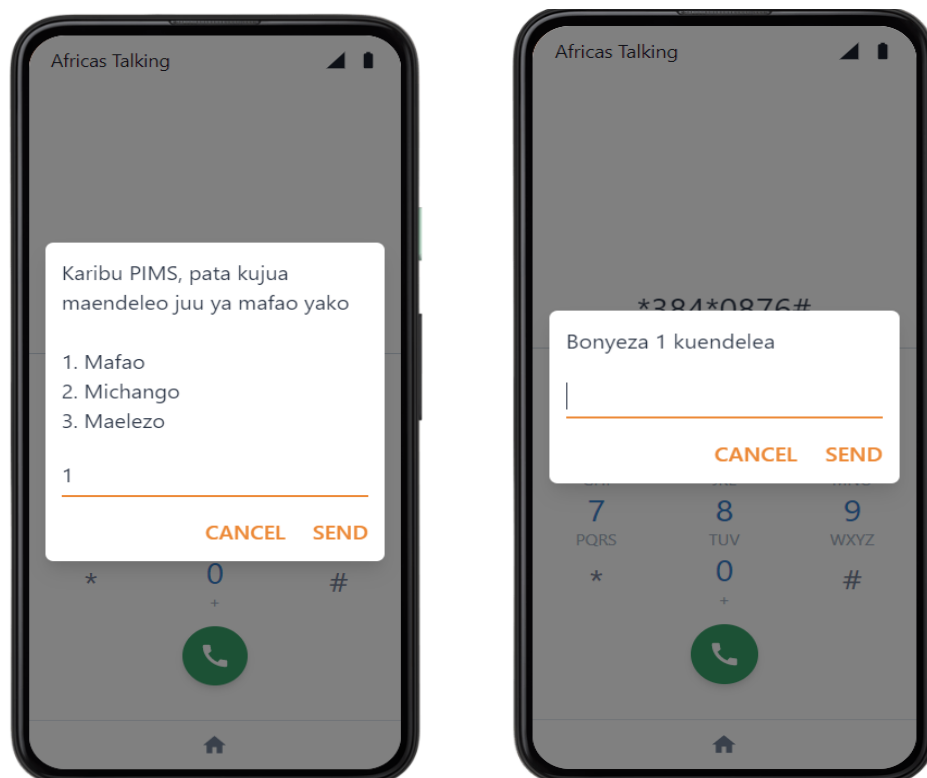 Africas Talking
Karibu PIMS, pata kujua
maendeleo juu ya mafao yako
1. Mafao
2. Michango
3. Maelezo
1
CANCEL SEND
* 0 #
+
Africas Talking
*384*0876#
Bonyeza 1 kuendelea
CANCEL SEND
7 8 9
PQRS TUV WXYZ
* 0 #
+